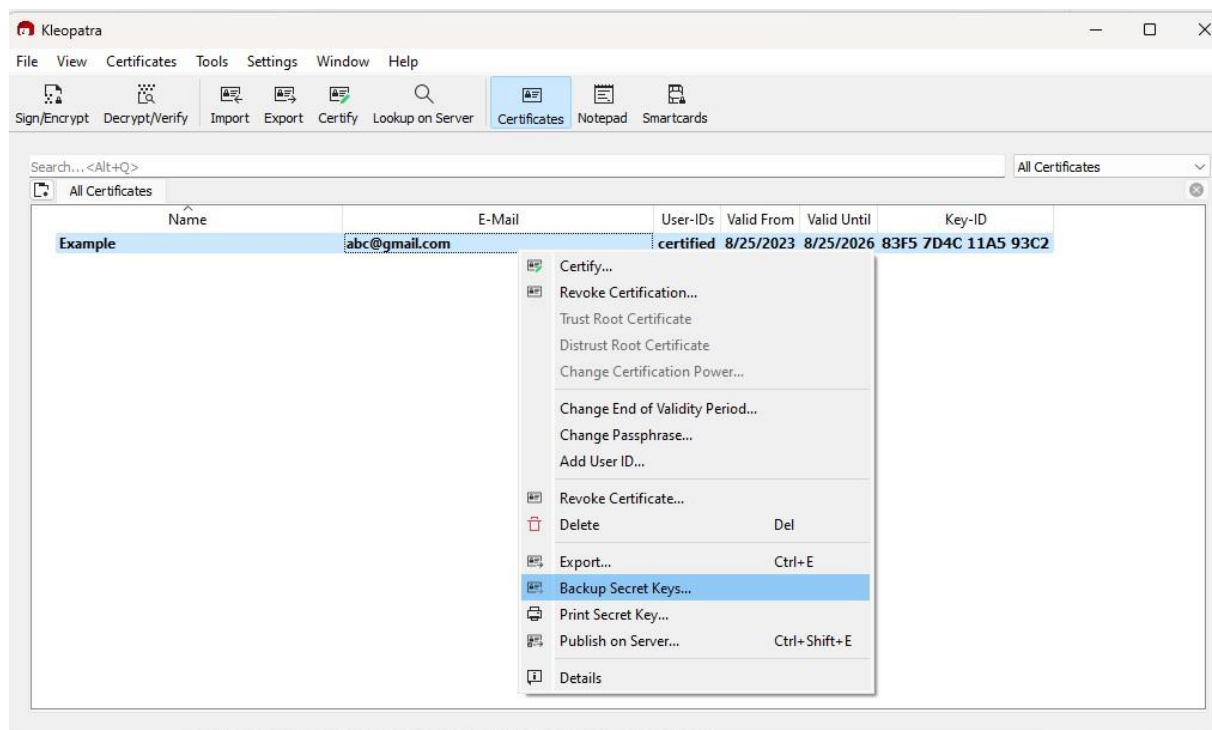 Kleopatra
File View Certificates Tools Settings Window Help
Sign/Encrypt Decrypt/Verify Import Export Certify Lookup on Server Certificates Notepad Smartcards
Search...<Alt+Q> All Certificates
All Certificates
Name E-Mail User-IDs Valid From Valid Until Key-ID
Example abc@gmail.com certified 8/25/2023 8/25/2026 83F5 7D4C 11A5 93C2
Certify...
Revoke Certification...
Trust Root Certificate
Distrust Root Certificate
Change Certification Power...
Change End of Validity Period...
Change Passphrase...
Add User ID...
Revoke Certificate...
Delete Del
Export... Ctrl+E
Backup Secret Keys...
Print Secret Key...
Publish on Server... Ctrl+Shift+E
Details